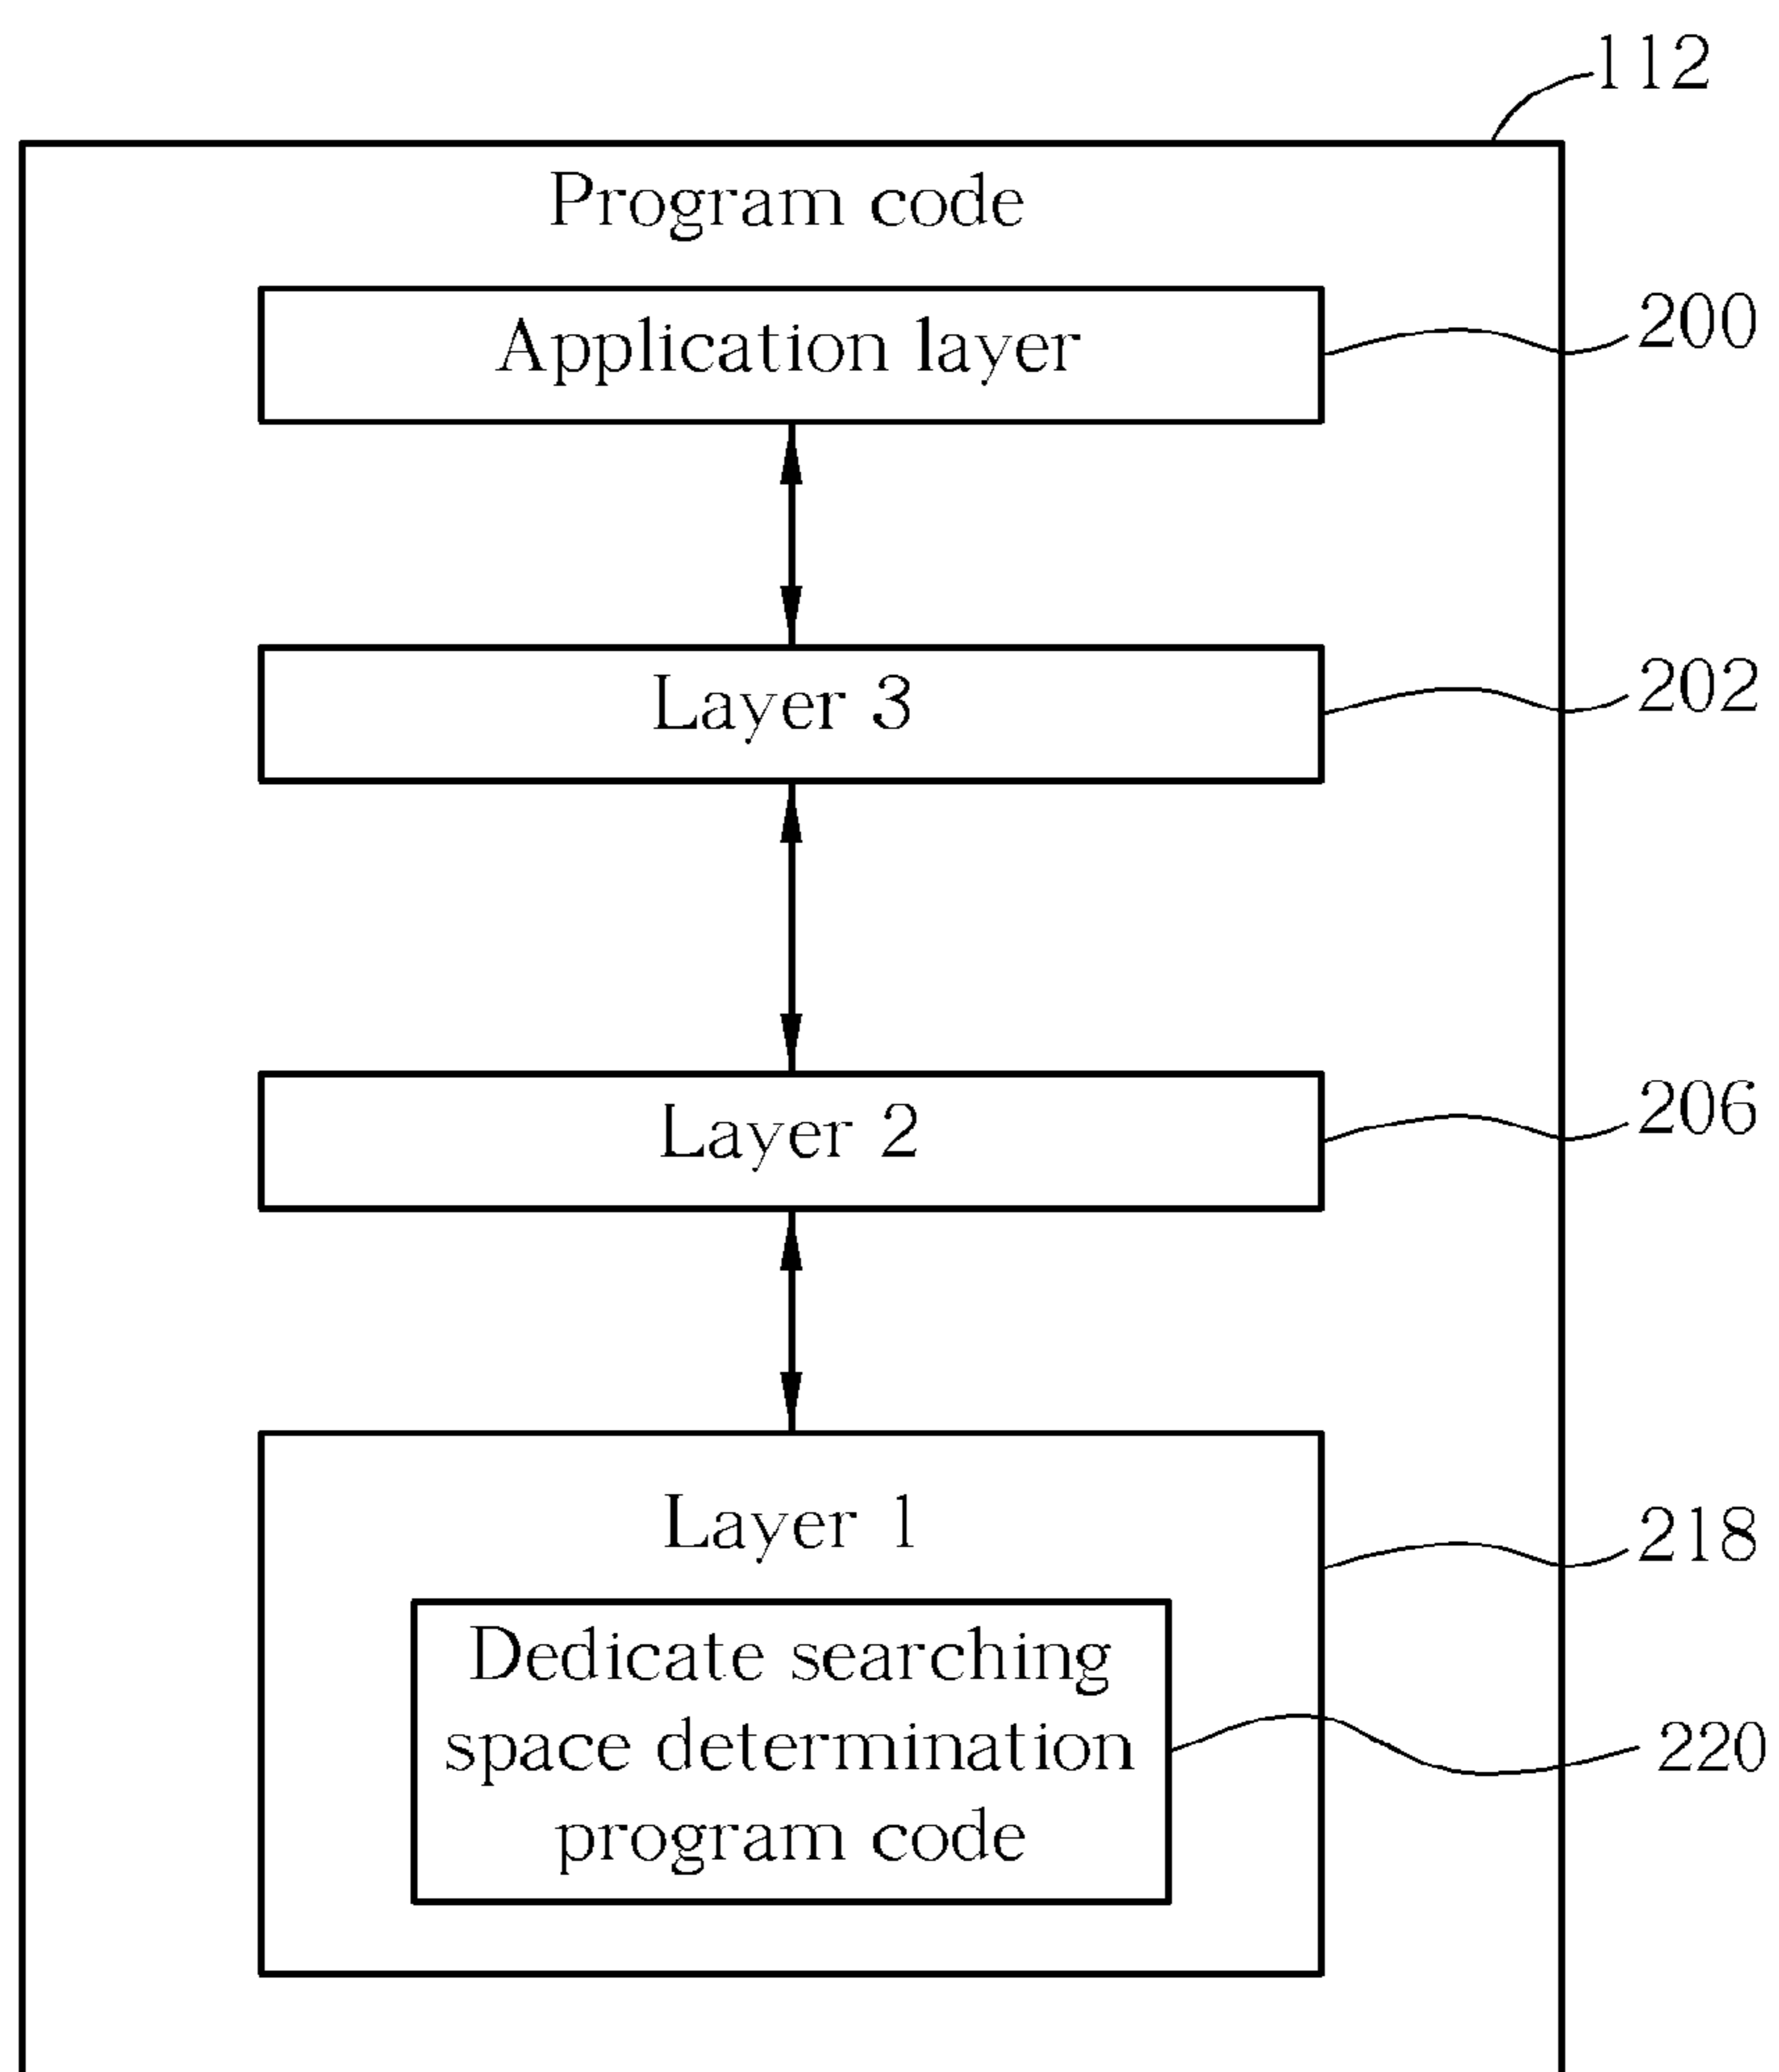 112
Program code
Application layer
200
Layer 3
202
Layer 2
206
Layer 1
218
Dedicate searching
space determination
program code
220